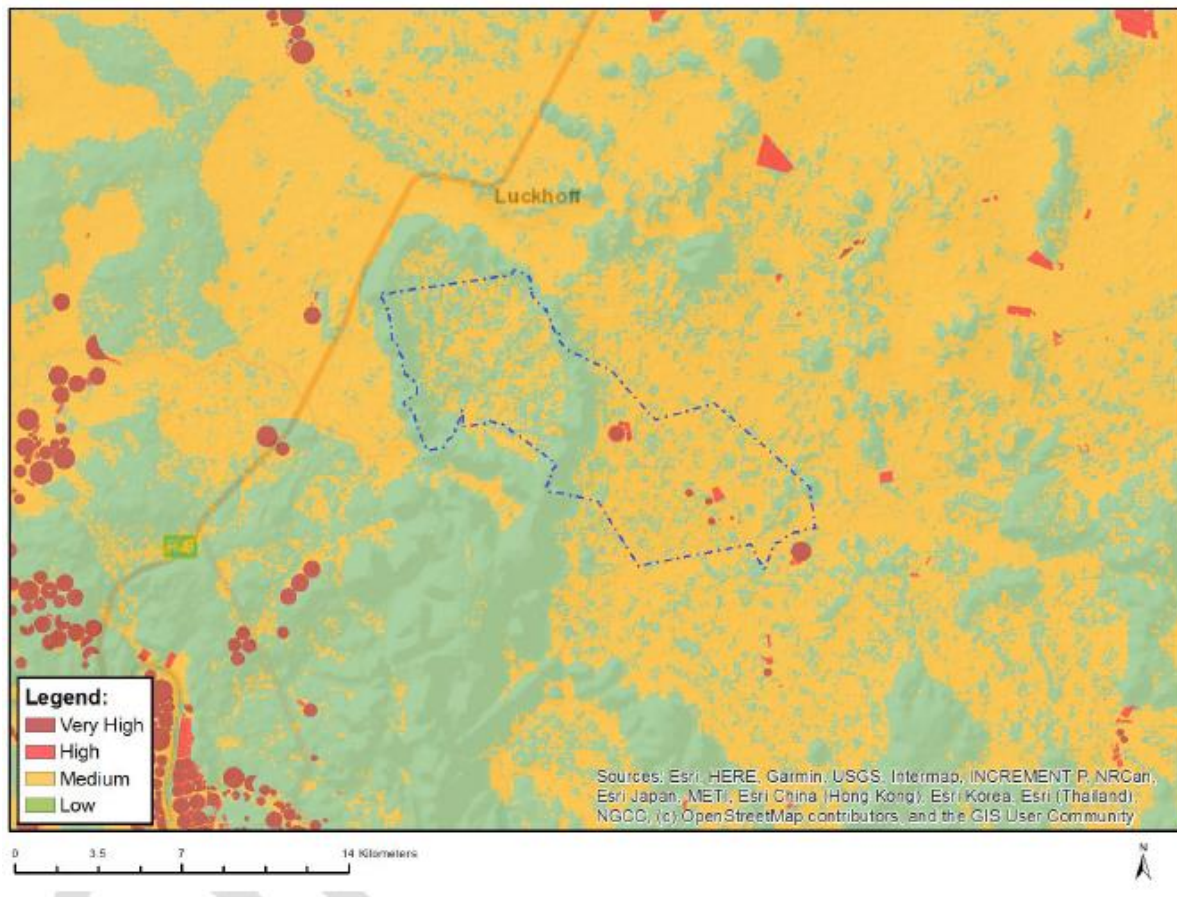 Luckhoff
Legend:
Very High
High
Medium
Low
Sources: Esri, HERE, Garmin, USGS, Intermap, INCREMENT P, NRCan,
Esri Japan, METI, Esri China (Hong Kong), Esri Korea, Esri (Thailand),
NGCC, (c) OpenStreetMap contributors, and the GIS User Community
0 3.5 7 14 Kilometers
N